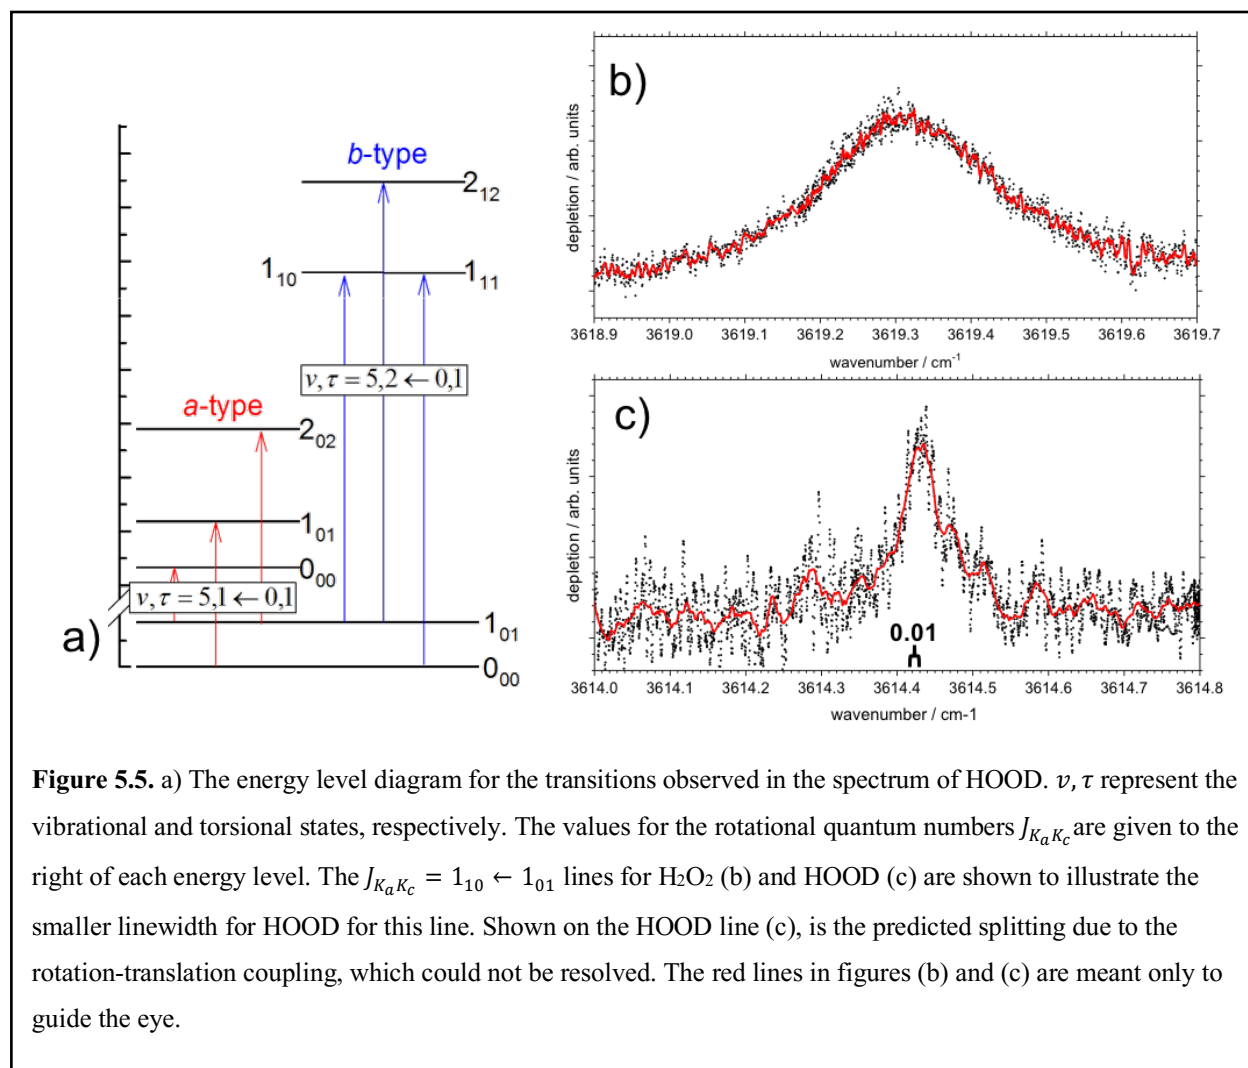 a)
b-type
2₁₂
1₁₀
1₁₁
v, τ = 5,2 ← 0,1
a-type
2₀₂
1₀₁
0₀₀
v, τ = 5,1 ← 0,1
1₀₁
0₀₀
b)
depletion / arb. units
3618.9 3619.0 3619.1 3619.2 3619.3 3619.4 3619.5 3619.6 3619.7
wavenumber / cm⁻¹
c)
depletion / arb. units
0.01
3614.0 3614.1 3614.2 3614.3 3614.4 3614.5 3614.6 3614.7 3614.8
wavenumber / cm-1
Figure 5.5. a) The energy level diagram for the transitions observed in the spectrum of HOOD. 𝑣, 𝜏 represent the
vibrational and torsional states, respectively. The values for the rotational quantum numbers J_{K_aK_c} are given to the
right of each energy level. The J_{K_aK_c} = 1₁₀ ← 1₀₁ lines for H₂O₂ (b) and HOOD (c) are shown to illustrate the
smaller linewidth for HOOD for this line. Shown on the HOOD line (c), is the predicted splitting due to the
rotation-translation coupling, which could not be resolved. The red lines in figures (b) and (c) are meant only to
guide the eye.